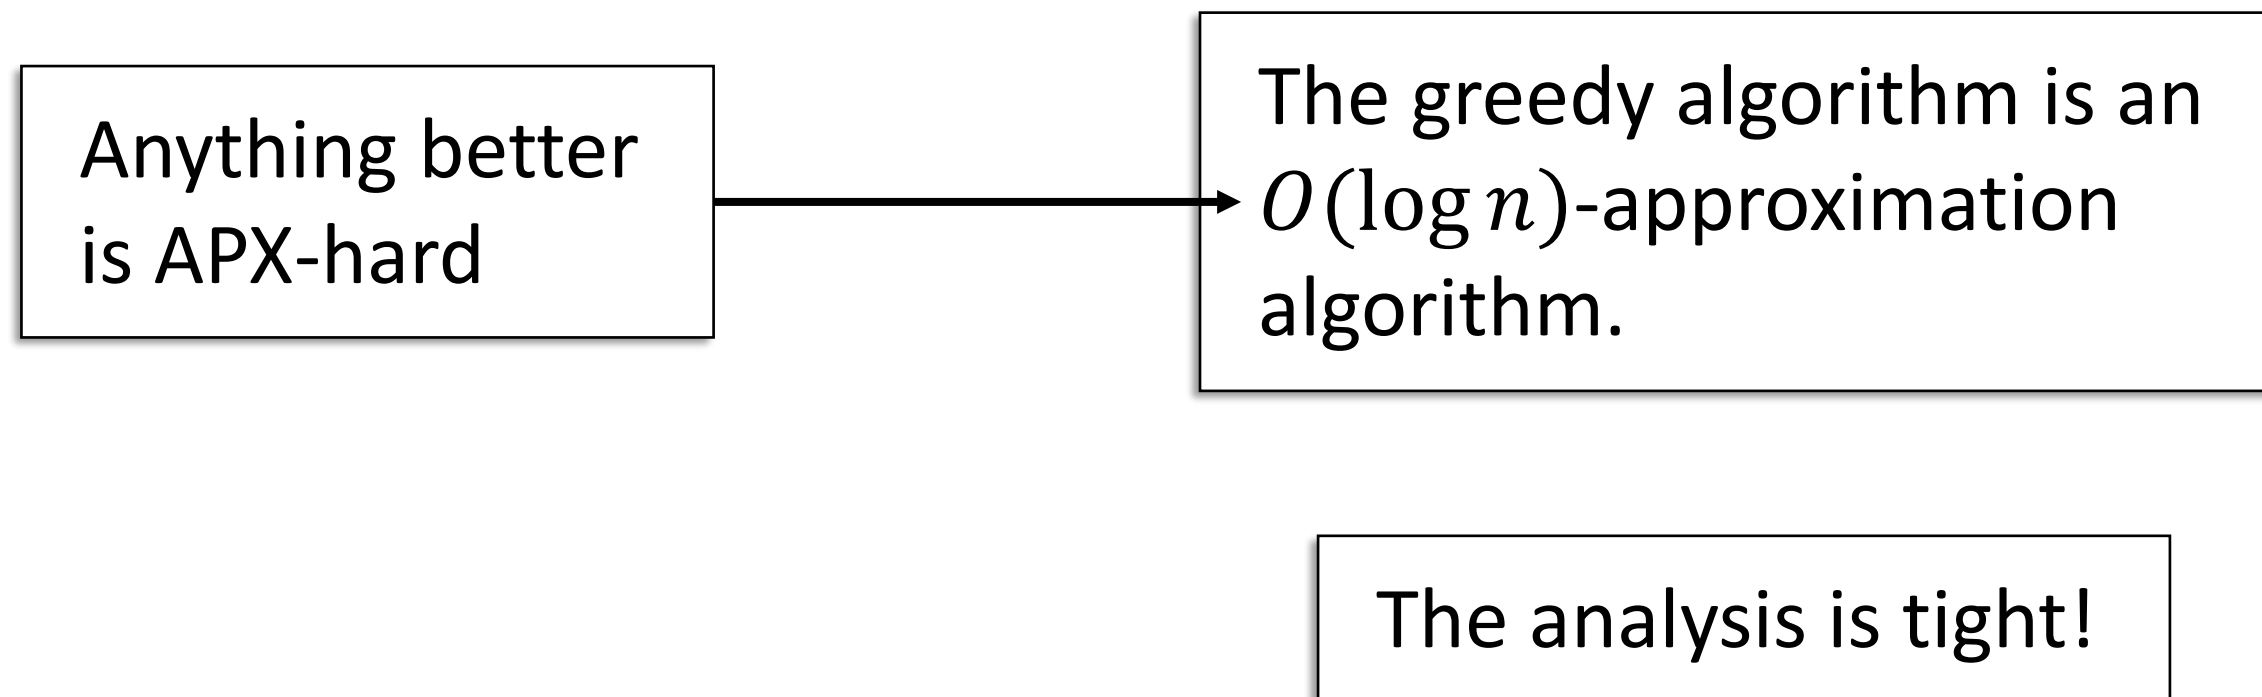 Anything better
is APX-hard
The greedy algorithm is an
O(log n)-approximation
algorithm.
The analysis is tight!